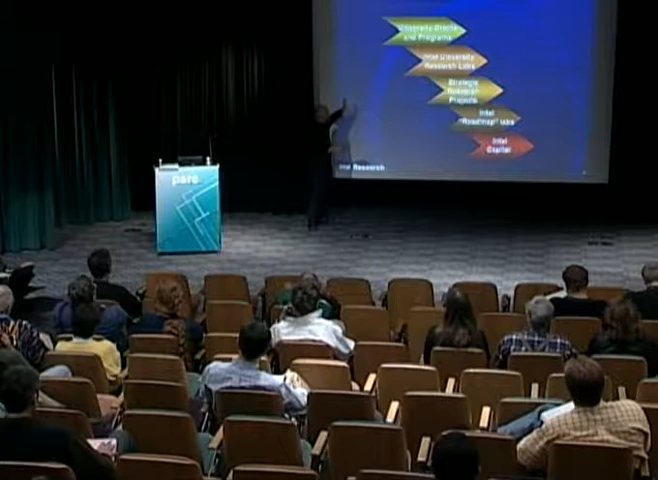 University Grants
and Programs
Intel University
Research Labs
Strategic
Research
Projects
Intel
"Roadmap" labs
Intel
Capital
Intel Research
parc